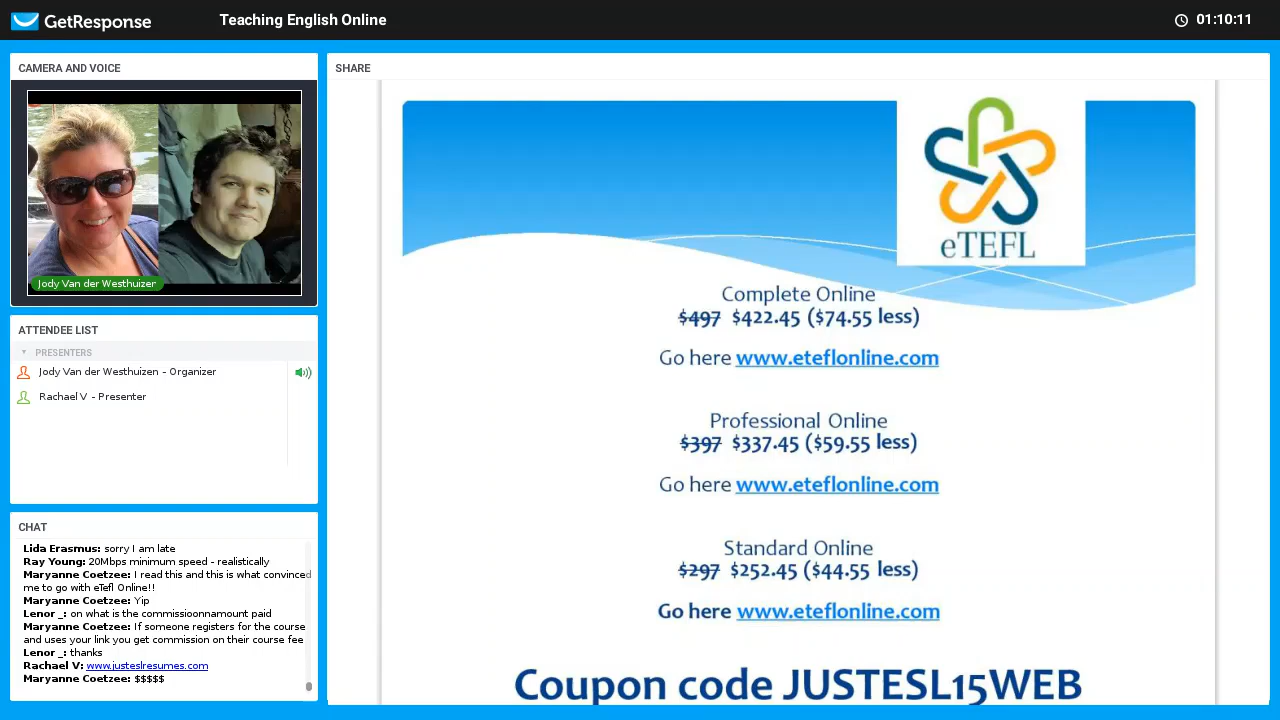 GetResponse
Teaching English Online
01:10:11
CAMERA AND VOICE
Jody Van der Westhuizer
ATTENDEE LIST
PRESENTERS
Jody Van der Westhuizen - Organizer
Rachael V - Presenter
CHAT
Lida Erasmus: sorry I am late
Ray Young: 20Mbps minimum speed - realistically
Maryanne Coetzee: I read this and this is what convinced
me to go with eTefl Online!!
Maryanne Coetzee: Yip
Lenor _: on what is the commissioonnamount paid
Maryanne Coetzee: If someone registers for the course
and uses your link you get commission on their course fee
Lenor _: thanks
Rachael V: www.justeslresumes.com
Maryanne Coetzee: $$$$$
SHARE
eTEFL
Complete Online
$497 $422.45 ($74.55 less)
Go here www.eteflonline.com
Professional Online
$397 $337.45 ($59.55 less)
Go here www.eteflonline.com
Standard Online
$297 $252.45 ($44.55 less)
Go here www.eteflonline.com
Coupon code JUSTESL15WEB